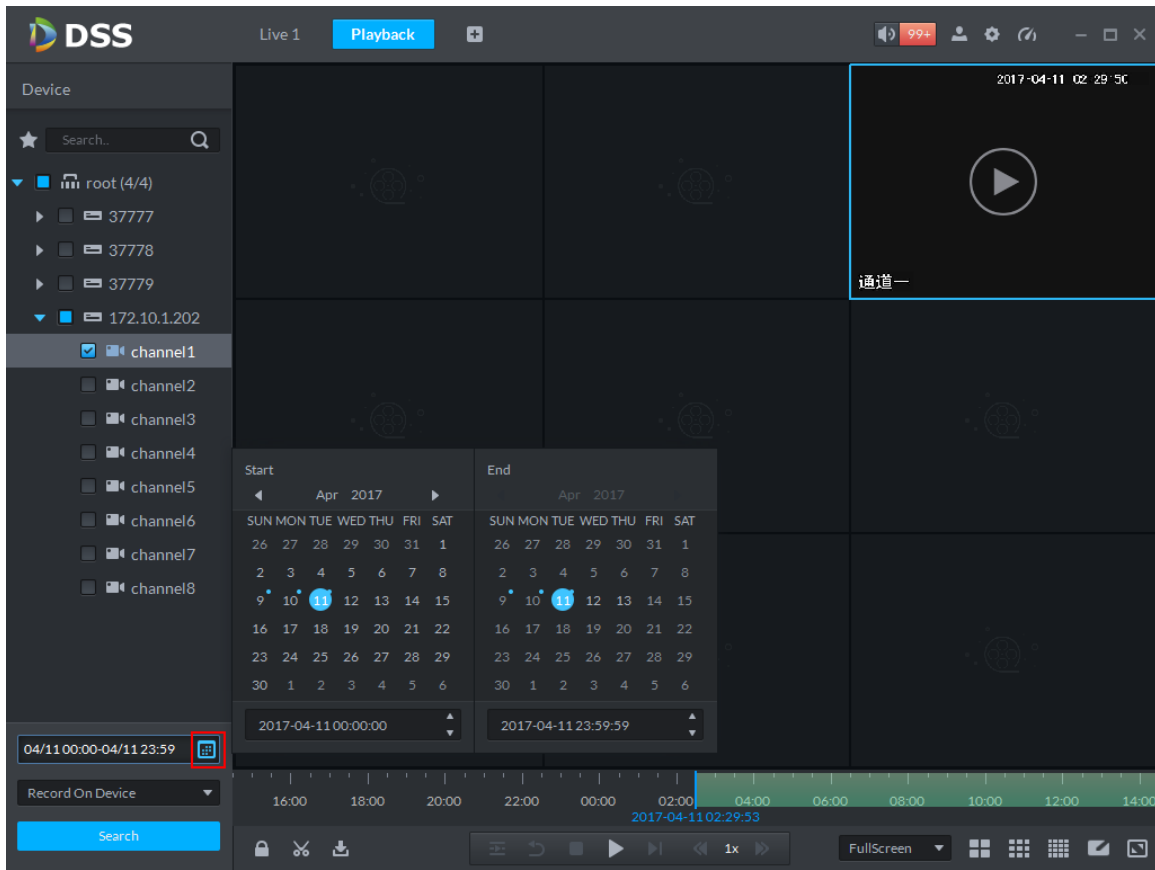 DSS
Live 1
Playback
99+
Device
Search..
root (4/4)
37777
37778
37779
172.10.1.202
channel1
channel2
channel3
channel4
channel5
channel6
channel7
channel8
2017-04-11 02 29:50
通道一
Start
Apr 2017
SUN MON TUE WED THU FRI SAT
26 27 28 29 30 31 1
2 3 4 5 6 7 8
9 10 11 12 13 14 15
16 17 18 19 20 21 22
23 24 25 26 27 28 29
30 1 2 3 4 5 6
2017-04-11 00:00:00
End
Apr 2017
SUN MON TUE WED THU FRI SAT
26 27 28 29 30 31 1
2 3 4 5 6 7 8
9 10 11 12 13 14 15
16 17 18 19 20 21 22
23 24 25 26 27 28 29
30 1 2 3 4 5 6
2017-04-11 23:59:59
04/11 00:00-04/11 23:59
Record On Device
Search
16:00 18:00 20:00 22:00 00:00 02:00 04:00 06:00 08:00 10:00 12:00 14:00
2017-04-11 02:29:53
1x
FullScreen